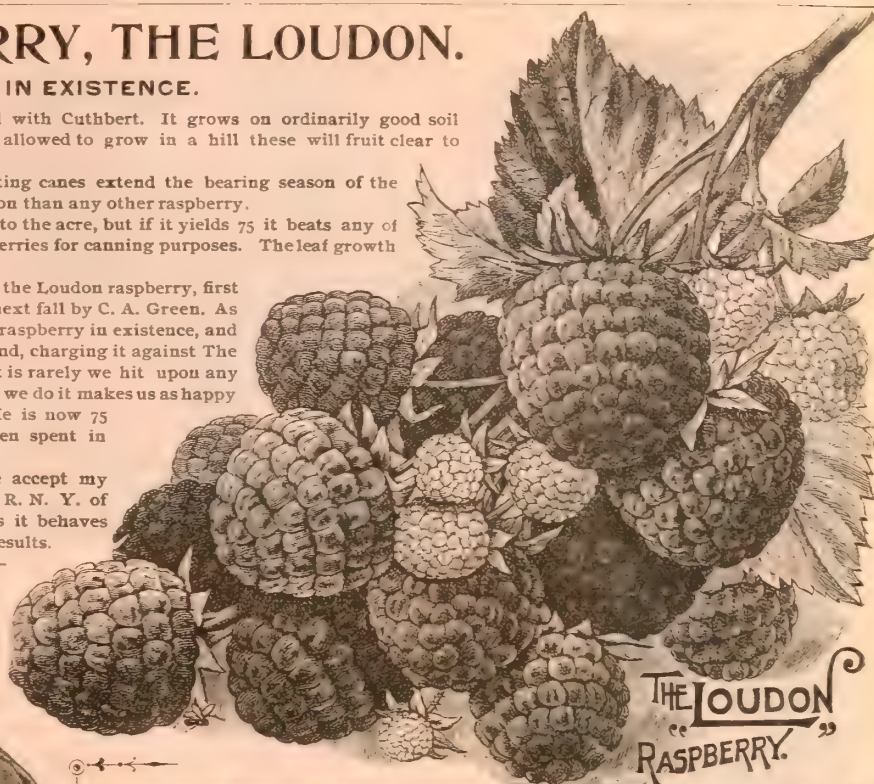 RRY, THE LOUDON.
IN EXISTENCE.
with Cuthbert. It grows on ordinarily good soil
allowed to grow in a hill these will fruit clear to
ting canes extend the bearing season of the
on than any other raspberry.
to the acre, but if it yields 75 it beats any of
erries for canning purposes. The leaf growth
the Loudon raspberry, first
next fall by C. A. Green. As
raspberry in existence, and
nd, charging it against The
is rarely we hit upon any
we do it makes us as happy
e is now 75
en spent in
accept my
R. N. Y. of
s it behaves
esults.
THE LOUDON
" RASPBERRY. "